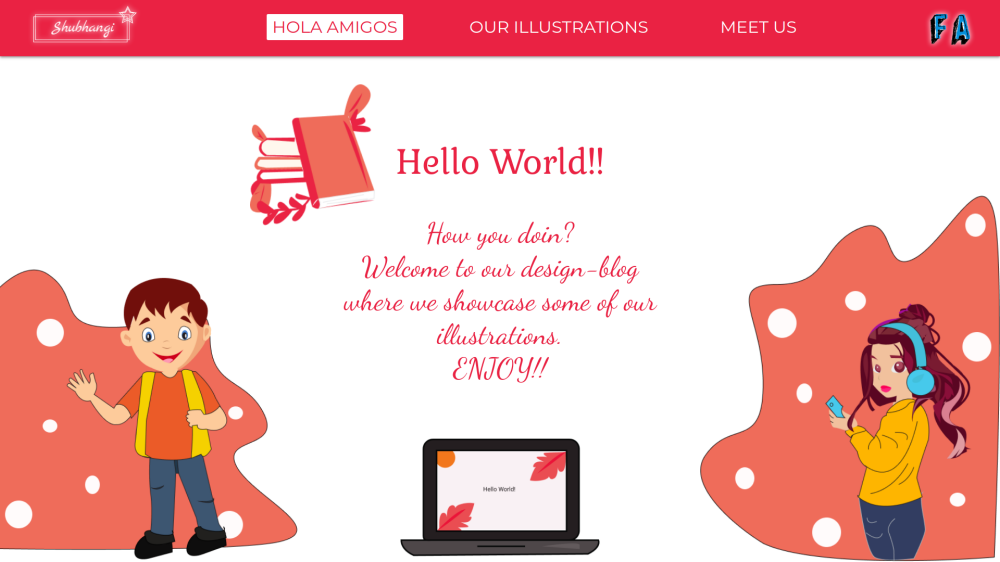 Shubhangi
HOLA AMIGOS
OUR ILLUSTRATIONS
MEET US
F A
Hello World!!
How you doin?
Welcome to our design-blog
where we showcase some of our
illustrations.
ENJOY!!
Hello World!